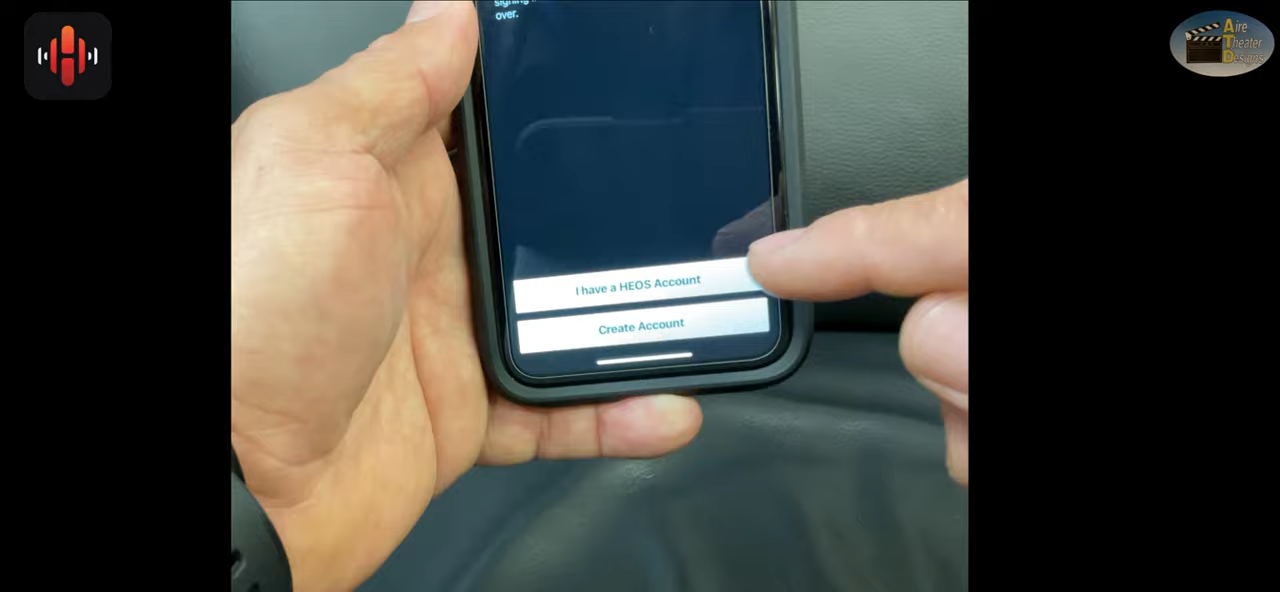 over.
Aire
Theater
Designs
I have a HEOS Account
Create Account